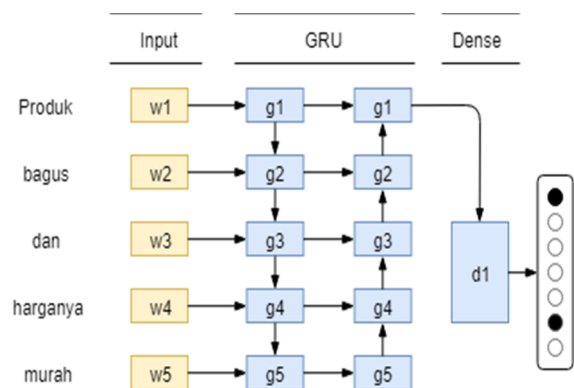 Input GRU Dense
Produk w1 g1 g1
bagus w2 g2 g2
dan w3 g3 g3
d1
harganya w4 g4 g4
murah w5 g5 g5